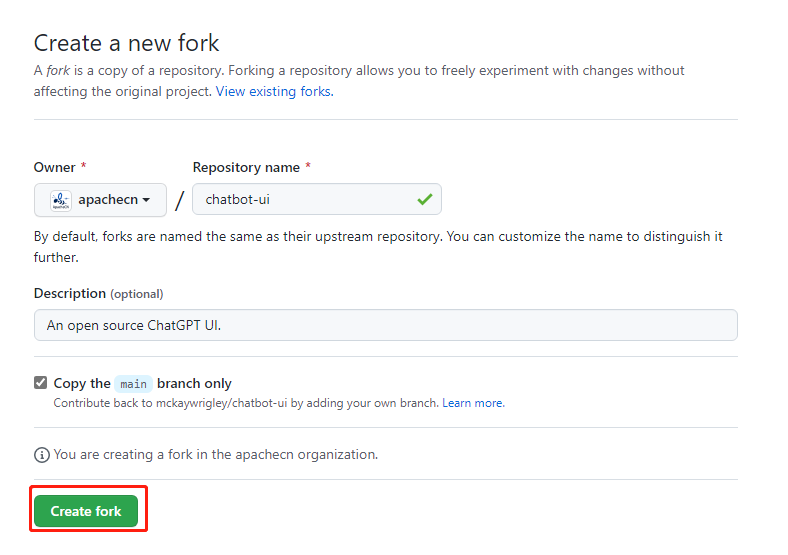 Create a new fork
A fork is a copy of a repository. Forking a repository allows you to freely experiment with changes without
affecting the original project. View existing forks.
Owner * Repository name *
apachecn / chatbot-ui
By default, forks are named the same as their upstream repository. You can customize the name to distinguish it
further.
Description (optional)
An open source ChatGPT UI.
Copy the main branch only
Contribute back to mckaywrigley/chatbot-ui by adding your own branch. Learn more.
You are creating a fork in the apachecn organization.
Create fork